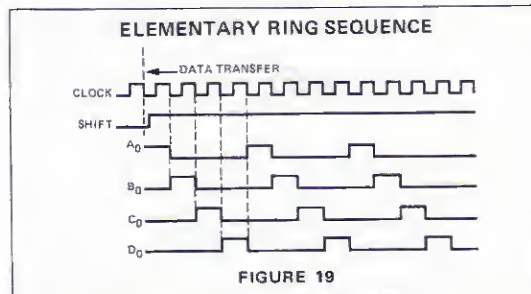 ELEMENTARY RING SEQUENCE
DATA TRANSFER
CLOCK
SHIFT
A₀
B₀
C₀
D₀
FIGURE 19